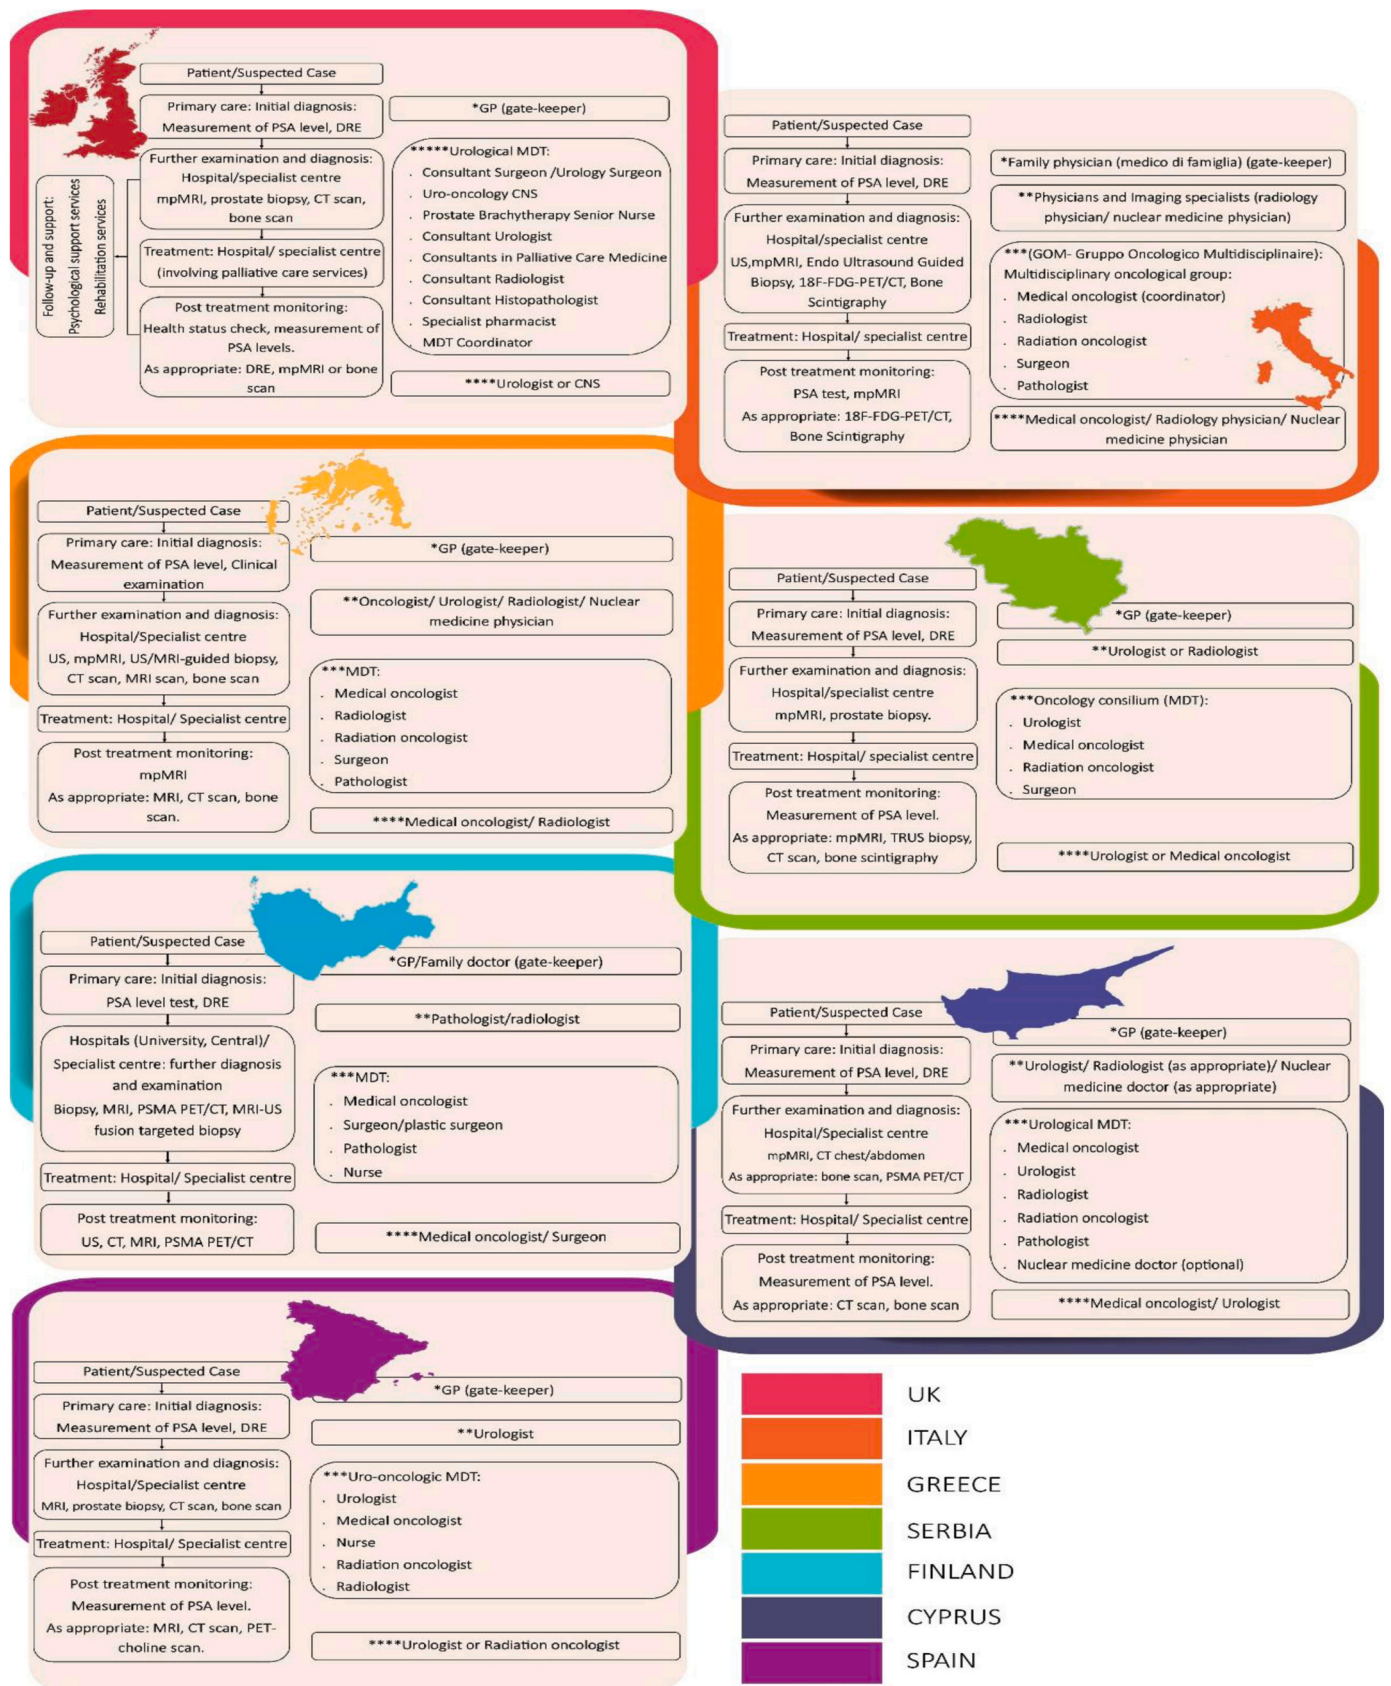 Patient/Suspected Case
Primary care: Initial diagnosis:
Measurement of PSA level, DRE
Further examination and diagnosis:
Hospital/specialist centre
mpMRI, prostate biopsy, CT scan,
bone scan
Treatment: Hospital/ specialist centre
(involving palliative care services)
Post treatment monitoring:
Health status check, measurement of
PSA levels.
As appropriate: DRE, mpMRI or bone
scan
Follow-up and support:
Psychological support services
Rehabilitation services
*GP (gate-keeper)
*****Urological MDT:
. Consultant Surgeon /Urology Surgeon
. Uro-oncology CNS
. Prostate Brachytherapy Senior Nurse
. Consultant Urologist
. Consultants in Palliative Care Medicine
. Consultant Radiologist
. Consultant Histopathologist
. Specialist pharmacist
. MDT Coordinator
****Urologist or CNS
Patient/Suspected Case
Primary care: Initial diagnosis:
Measurement of PSA level, DRE
Further examination and diagnosis:
Hospital/specialist centre
US,mpMRI, Endo Ultrasound Guided
Biopsy, 18F-FDG-PET/CT, Bone
Scintigraphy
Treatment: Hospital/ specialist centre
Post treatment monitoring:
PSA test, mpMRI
As appropriate: 18F-FDG-PET/CT,
Bone Scintigraphy
*Family physician (medico di famiglia) (gate-keeper)
**Physicians and Imaging specialists (radiology
physician/ nuclear medicine physician)
***(GOM- Gruppo Oncologico Multidisciplinaire):
Multidisciplinary oncological group:
. Medical oncologist (coordinator)
. Radiologist
. Radiation oncologist
. Surgeon
. Pathologist
****Medical oncologist/ Radiology physician/ Nuclear
medicine physician
Patient/Suspected Case
Primary care: Initial diagnosis:
Measurement of PSA level, Clinical
examination
Further examination and diagnosis:
Hospital/Specialist centre
US, mpMRI, US/MRI-guided biopsy,
CT scan, MRI scan, bone scan
Treatment: Hospital/ Specialist centre
Post treatment monitoring:
mpMRI
As appropriate: MRI, CT scan, bone
scan.
*GP (gate-keeper)
**Oncologist/ Urologist/ Radiologist/ Nuclear
medicine physician
***MDT:
. Medical oncologist
. Radiologist
. Radiation oncologist
. Surgeon
. Pathologist
****Medical oncologist/ Radiologist
Patient/Suspected Case
Primary care: Initial diagnosis:
Measurement of PSA level, DRE
Further examination and diagnosis:
Hospital/specialist centre
mpMRI, prostate biopsy.
Treatment: Hospital/ specialist centre
Post treatment monitoring:
Measurement of PSA level.
As appropriate: mpMRI, TRUS biopsy,
CT scan, bone scintigraphy
*GP (gate-keeper)
**Urologist or Radiologist
***Oncology consilium (MDT):
. Urologist
. Medical oncologist
. Radiation oncologist
. Surgeon
****Urologist or Medical oncologist
Patient/Suspected Case
Primary care: Initial diagnosis:
PSA level test, DRE
Hospitals (University, Central)/
Specialist centre: further diagnosis
and examination
Biopsy, MRI, PSMA PET/CT, MRI-US
fusion targeted biopsy
Treatment: Hospital/ Specialist centre
Post treatment monitoring:
US, CT, MRI, PSMA PET/CT
*GP/Family doctor (gate-keeper)
**Pathologist/radiologist
***MDT:
. Medical oncologist
. Surgeon/plastic surgeon
. Pathologist
. Nurse
****Medical oncologist/ Surgeon
Patient/Suspected Case
Primary care: Initial diagnosis:
Measurement of PSA level, DRE
Further examination and diagnosis:
Hospital/Specialist centre
mpMRI, CT chest/abdomen
As appropriate: bone scan, PSMA PET/CT
Treatment: Hospital/ Specialist centre
Post treatment monitoring:
Measurement of PSA level.
As appropriate: CT scan, bone scan
*GP (gate-keeper)
**Urologist/ Radiologist (as appropriate)/ Nuclear
medicine doctor (as appropriate)
***Urological MDT:
. Medical oncologist
. Urologist
. Radiologist
. Radiation oncologist
. Pathologist
. Nuclear medicine doctor (optional)
****Medical oncologist/ Urologist
Patient/Suspected Case
Primary care: Initial diagnosis:
Measurement of PSA level, DRE
Further examination and diagnosis:
Hospital/Specialist centre
MRI, prostate biopsy, CT scan, bone scan
Treatment: Hospital/ Specialist centre
Post treatment monitoring:
Measurement of PSA level.
As appropriate: MRI, CT scan, PET-
choline scan.
*GP (gate-keeper)
**Urologist
***Uro-oncologic MDT:
. Urologist
. Medical oncologist
. Nurse
. Radiation oncologist
. Radiologist
****Urologist or Radiation oncologist
UK
ITALY
GREECE
SERBIA
FINLAND
CYPRUS
SPAIN